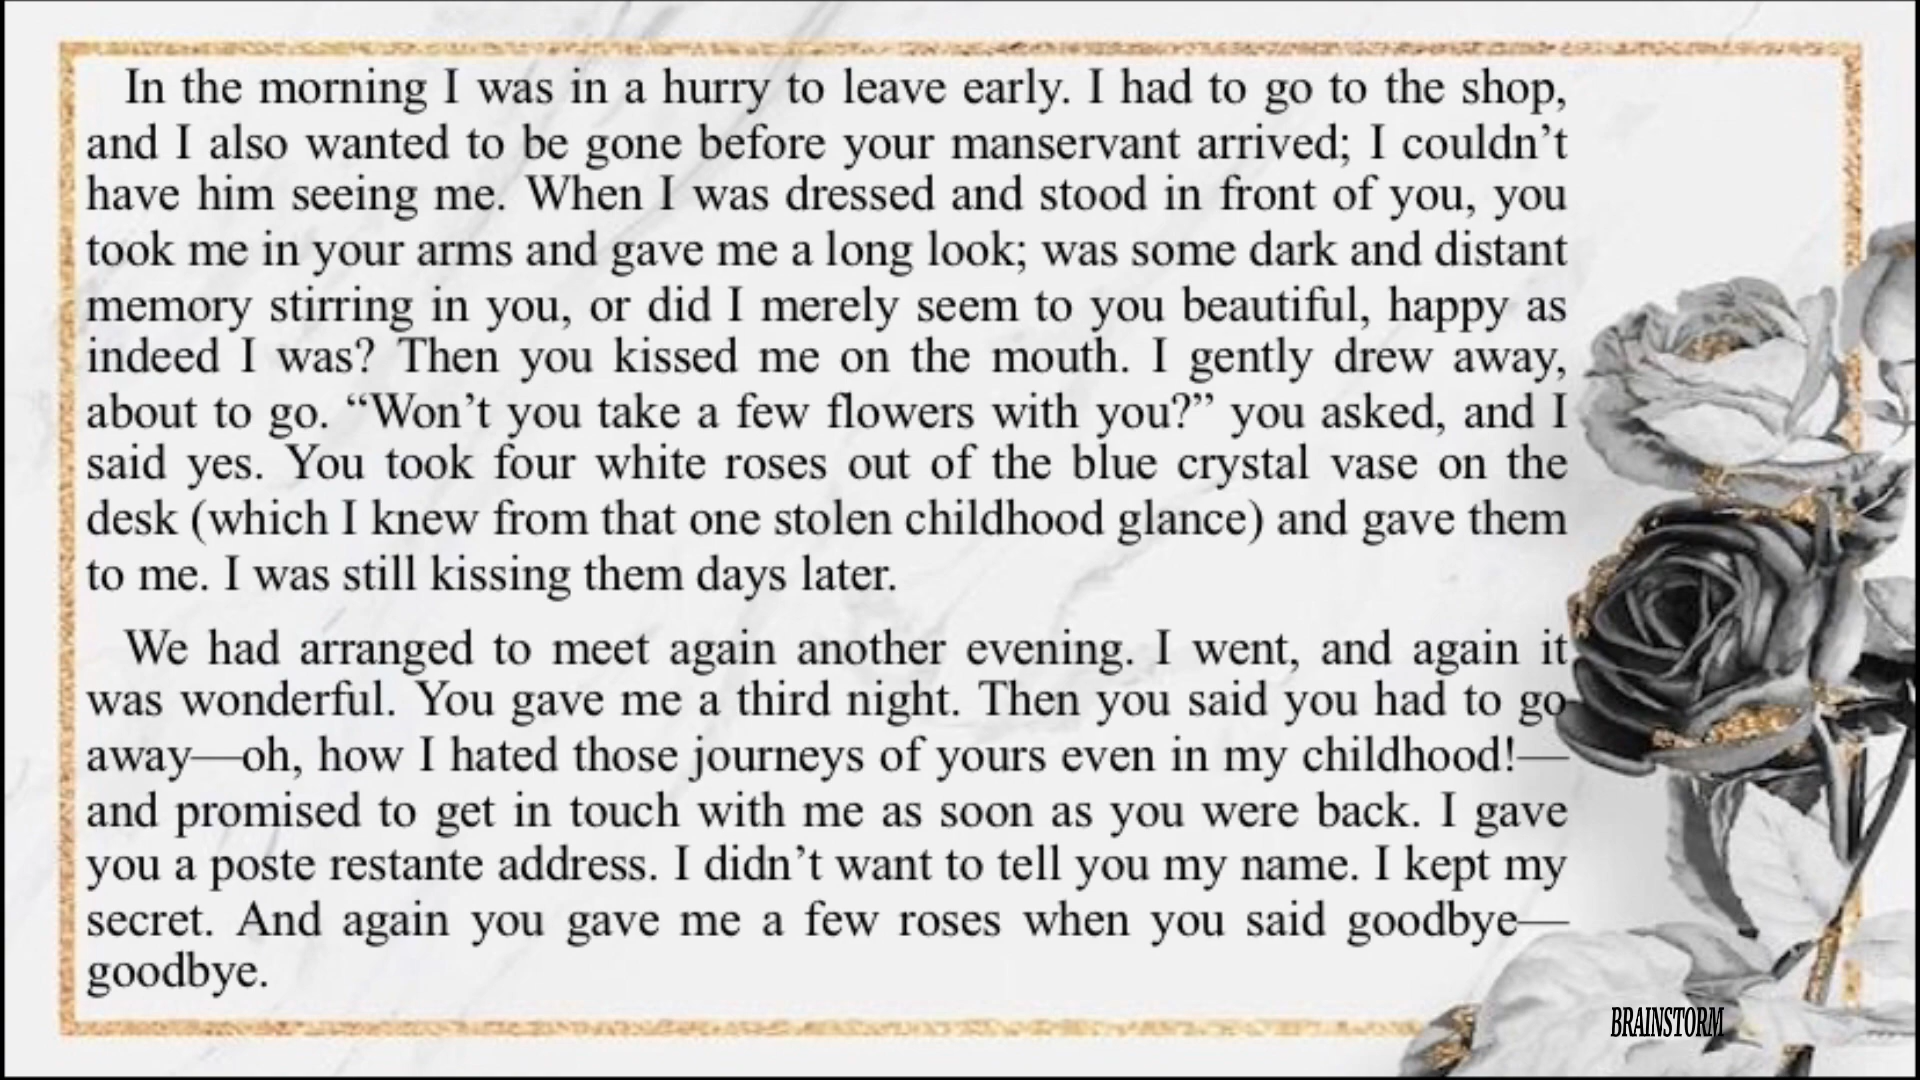 In the morning I was in a hurry to leave early. I had to go to the shop,
and I also wanted to be gone before your manservant arrived; I couldn’t
have him seeing me. When I was dressed and stood in front of you, you
took me in your arms and gave me a long look; was some dark and distant
memory stirring in you, or did I merely seem to you beautiful, happy as
indeed I was? Then you kissed me on the mouth. I gently drew away,
about to go. “Won’t you take a few flowers with you?” you asked, and I
said yes. You took four white roses out of the blue crystal vase on the
desk (which I knew from that one stolen childhood glance) and gave them
to me. I was still kissing them days later.
We had arranged to meet again another evening. I went, and again it
was wonderful. You gave me a third night. Then you said you had to go
away—oh, how I hated those journeys of yours even in my childhood!—
and promised to get in touch with me as soon as you were back. I gave
you a poste restante address. I didn’t want to tell you my name. I kept my
secret. And again you gave me a few roses when you said goodbye—
goodbye.
BRAINSTORM